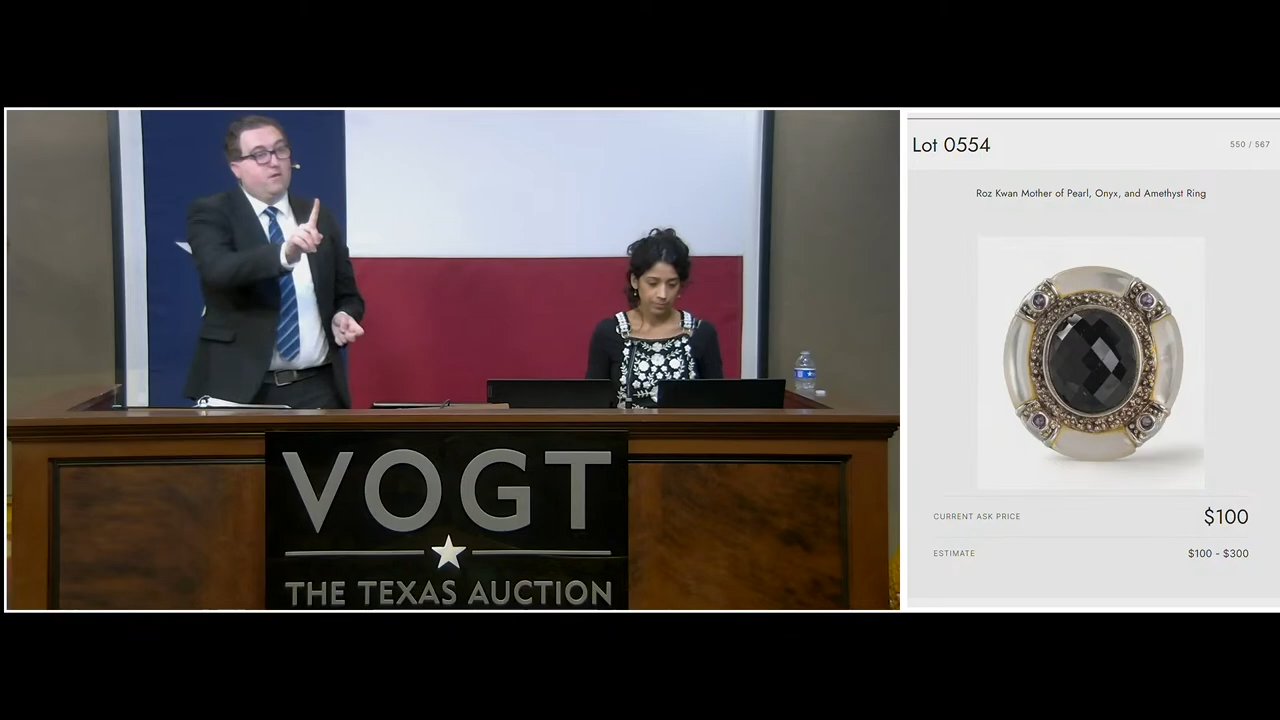 VOGT
THE TEXAS AUCTION
Lot 0554
550 / 567
Roz Kwan Mother of Pearl, Onyx, and Amethyst Ring
CURRENT ASK PRICE
$100
ESTIMATE
$100 - $300